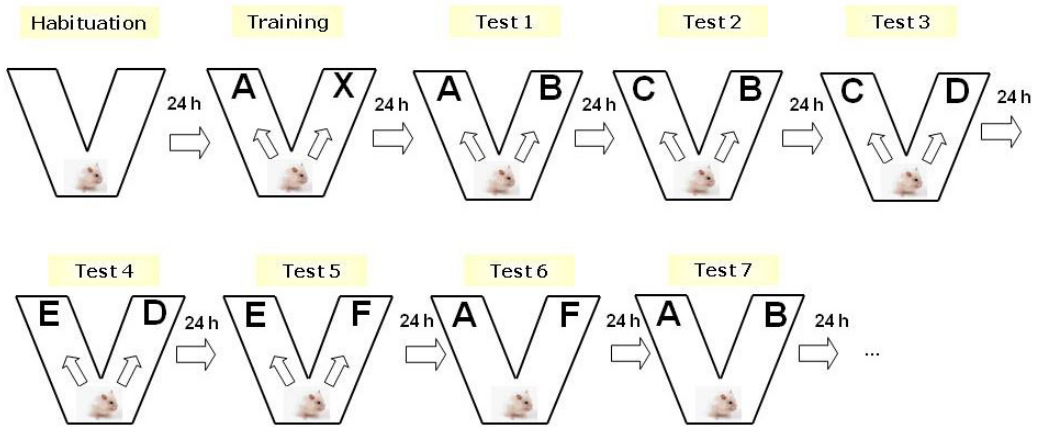 Habituation Training Test 1 Test 2 Test 3
A X A B C B C D
24 h 24 h 24 h 24 h 24 h
Test 4 Test 5 Test 6 Test 7
E D E F A F A B
24 h 24 h 24 h 24 h
...